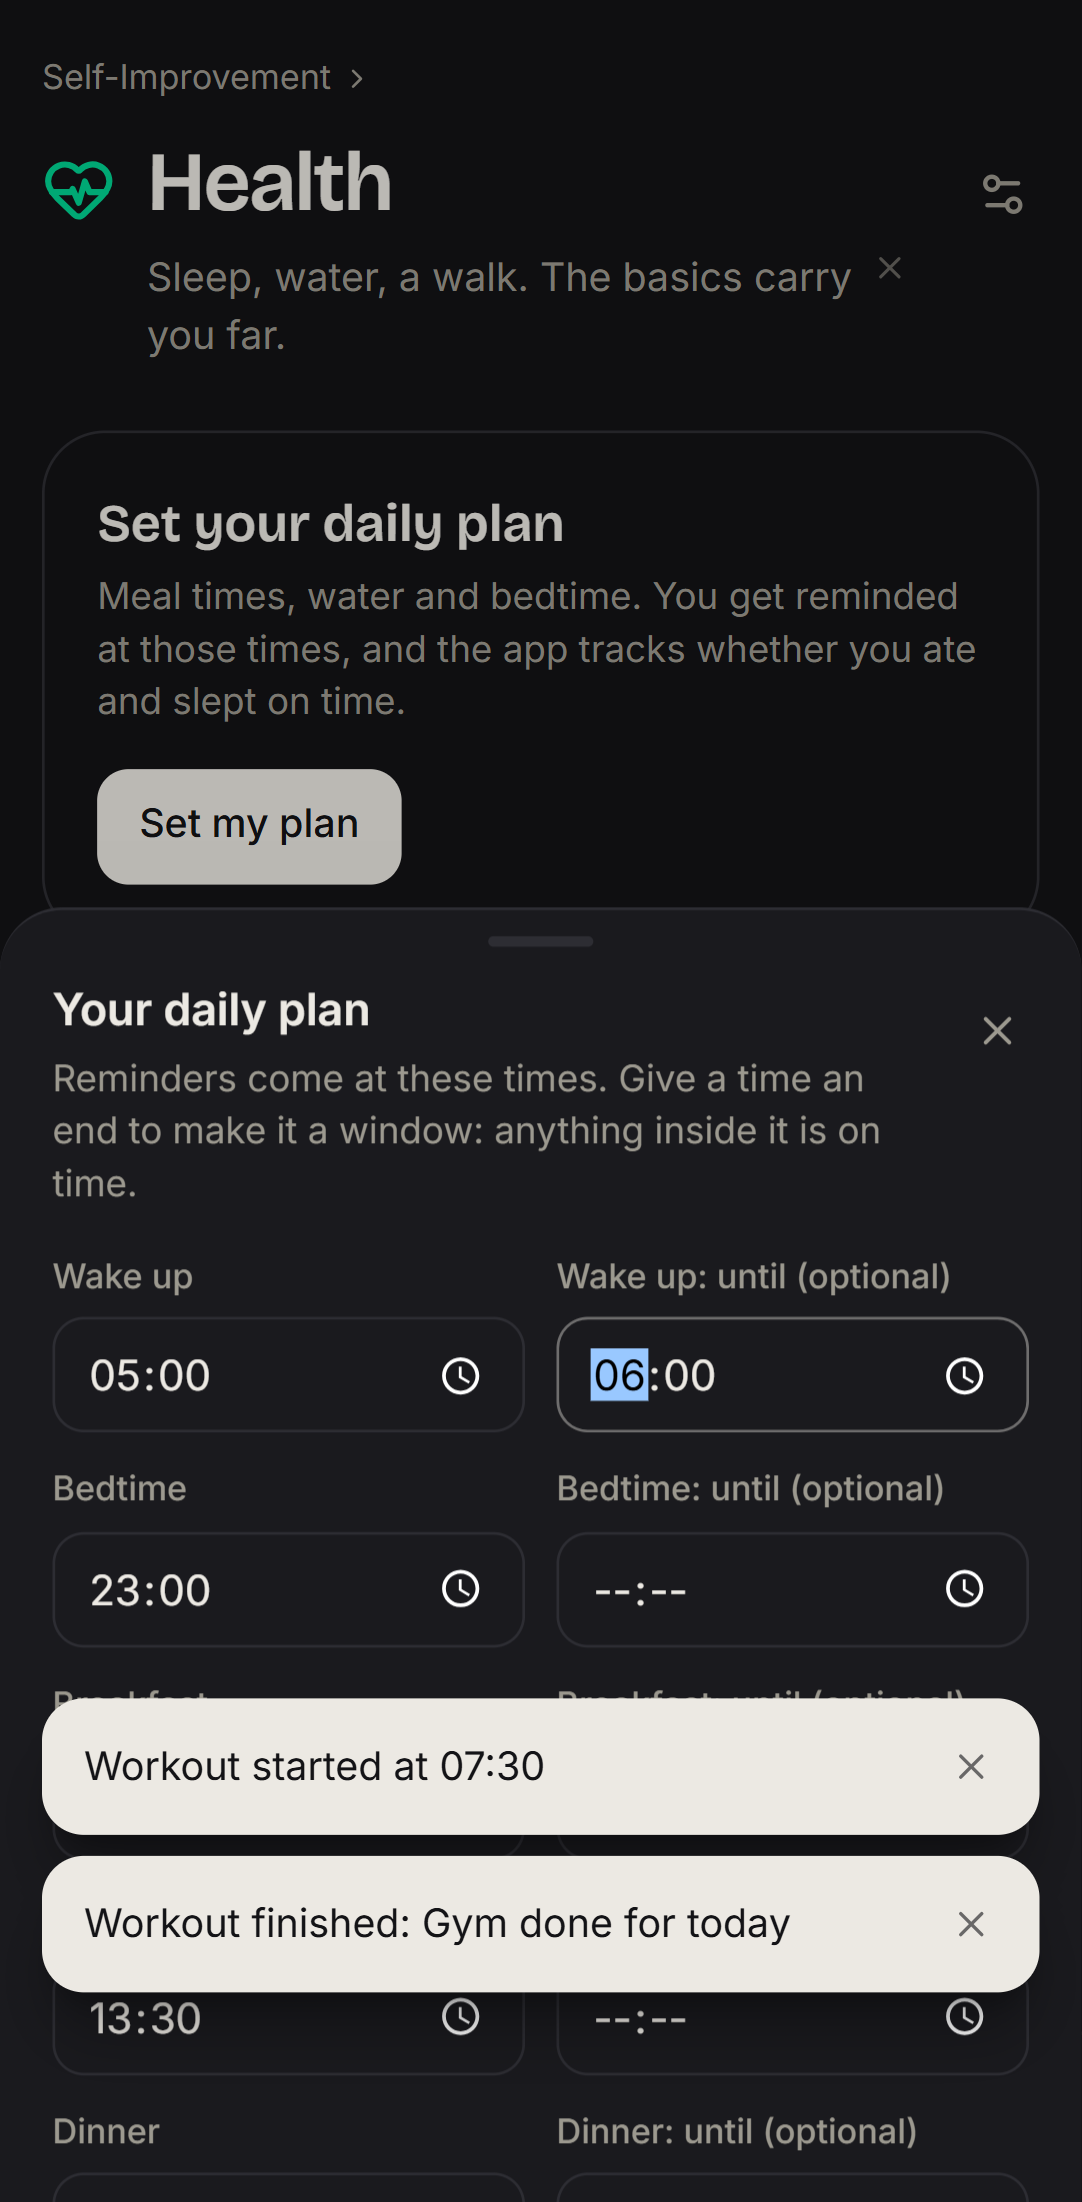 Self-Improvement
Health
Sleep, water, a walk. The basics carry
you far.
Set your daily plan
Meal times, water and bedtime. You get reminded
at those times, and the app tracks whether you ate
and slept on time.
Set my plan
Your daily plan
Reminders come at these times. Give a time an
end to make it a window: anything inside it is on
time.
Wake up
Wake up: until (optional)
05:00
06:00
Bedtime
Bedtime: until (optional)
23:00
--:--
Breakfast
Breakfast: until (optional)
Workout started at 07:30
Workout finished: Gym done for today
13:30
--:--
Dinner
Dinner: until (optional)